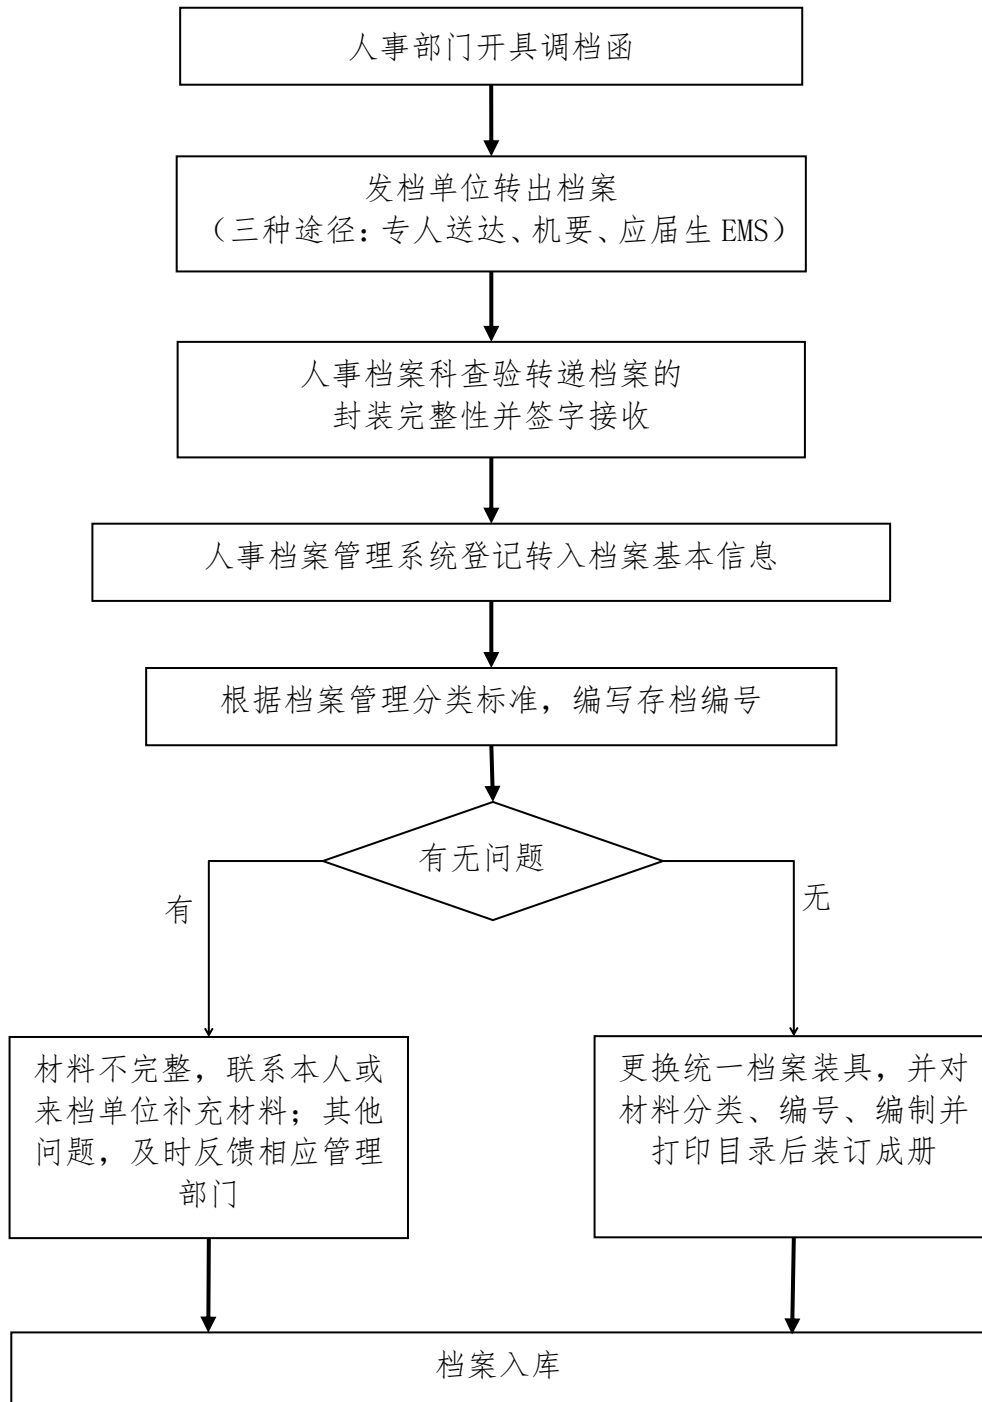 人事部门开具调档函
发档单位转出档案
（三种途径：专人送达、机要、应届生 EMS）
人事档案科查验转递档案的
封装完整性并签字接收
人事档案管理系统登记转入档案基本信息
根据档案管理分类标准，编写存档编号
有无问题
有
无
材料不完整，联系本人或
来档单位补充材料；其他
问题，及时反馈相应管理
部门
更换统一档案装具，并对
材料分类、编号、编制并
打印目录后装订成册
档案入库